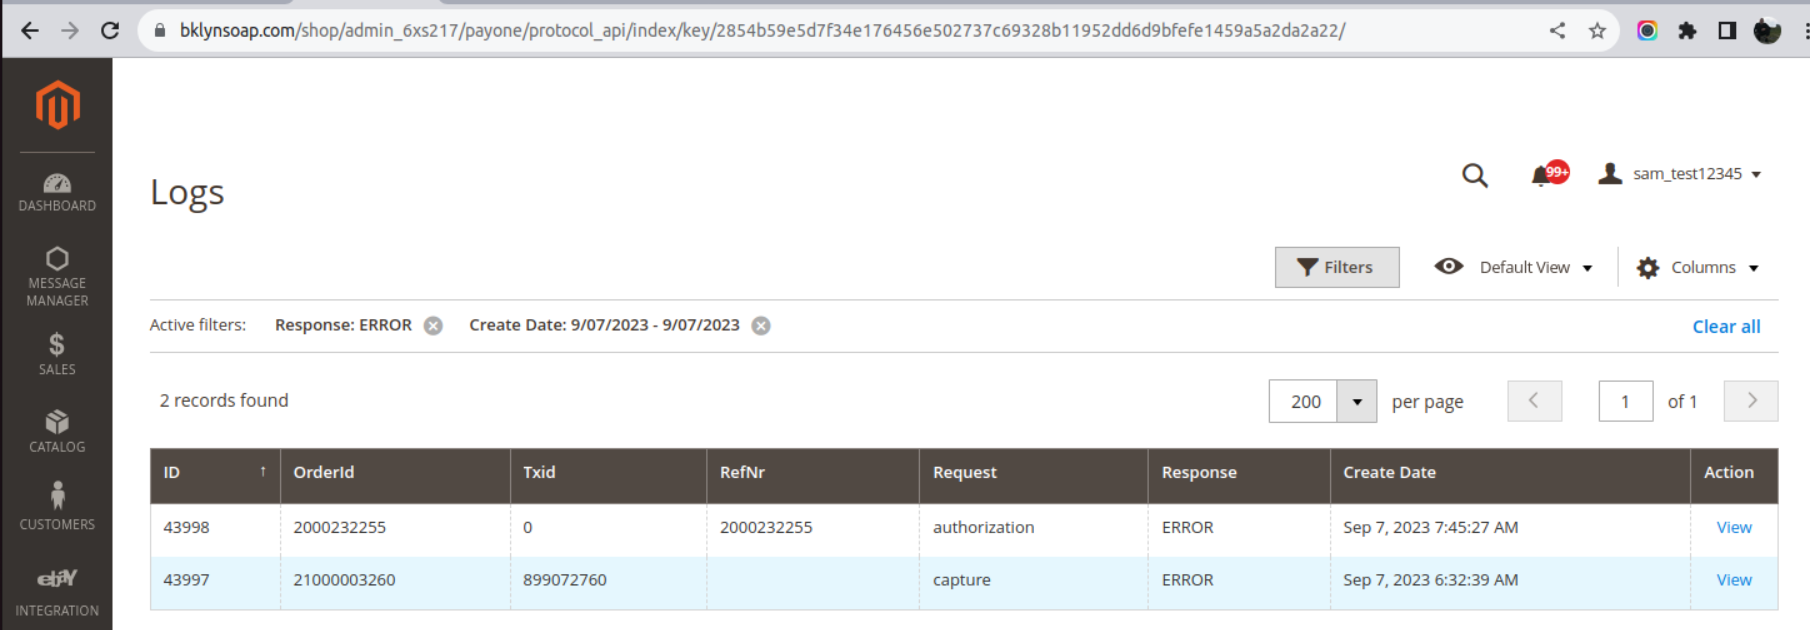 bklynsoap.com/shop/admin_6xs217/payone/protocol_api/index/key/2854b59e5d7f34e176456e502737c69328b11952dd6d9bfefe1459a5a2da2a22/
99+
sam_test12345
DASHBOARD
Logs
Filters
Default View
Columns
MESSAGE
MANAGER
Active filters: Response: ERROR Create Date: 9/07/2023 - 9/07/2023 Clear all
SALES
2 records found 200 per page 1 of 1
CATALOG
ID ↑ OrderId Txid RefNr Request Response Create Date Action
CUSTOMERS
43998 2000232255 0 2000232255 authorization ERROR Sep 7, 2023 7:45:27 AM View
43997 21000003260 899072760 capture ERROR Sep 7, 2023 6:32:39 AM View
ebay
INTEGRATION